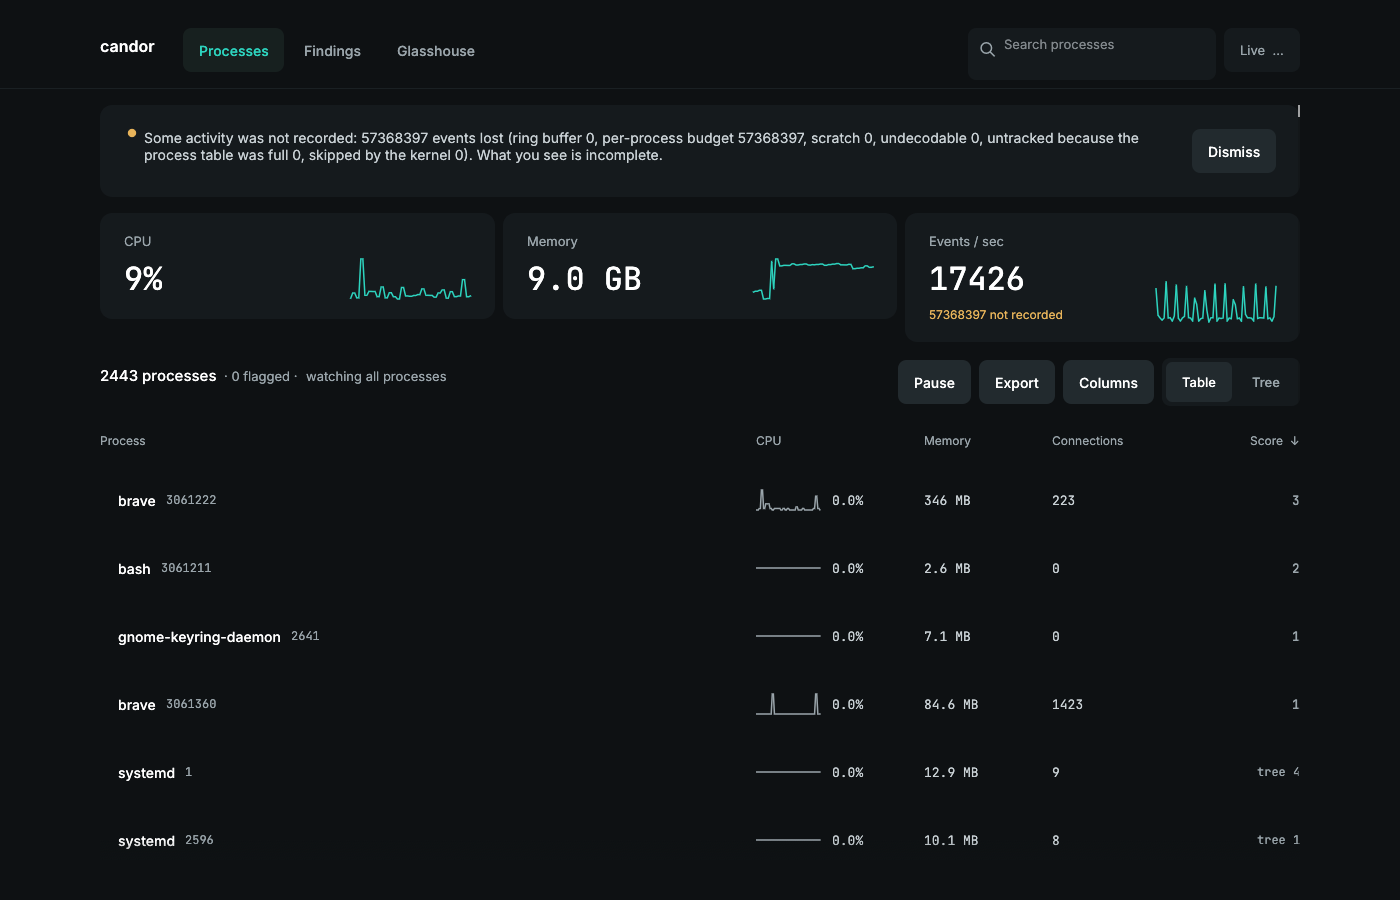 candor
Processes
Findings
Glasshouse
Search processes
Live ...
Some activity was not recorded: 57368397 events lost (ring buffer 0, per-process budget 57368397, scratch 0, undecodable 0, untracked because the
process table was full 0, skipped by the kernel 0). What you see is incomplete.
Dismiss
CPU
9%
Memory
9.0 GB
Events / sec
17426
57368397 not recorded
2443 processes · 0 flagged · watching all processes
Pause
Export
Columns
Table
Tree
Process CPU Memory Connections Score ↓
brave 3061222 0.0% 346 MB 223 3
bash 3061211 0.0% 2.6 MB 0 2
gnome-keyring-daemon 2641 0.0% 7.1 MB 0 1
brave 3061360 0.0% 84.6 MB 1423 1
systemd 1 0.0% 12.9 MB 9 tree 4
systemd 2596 0.0% 10.1 MB 8 tree 1